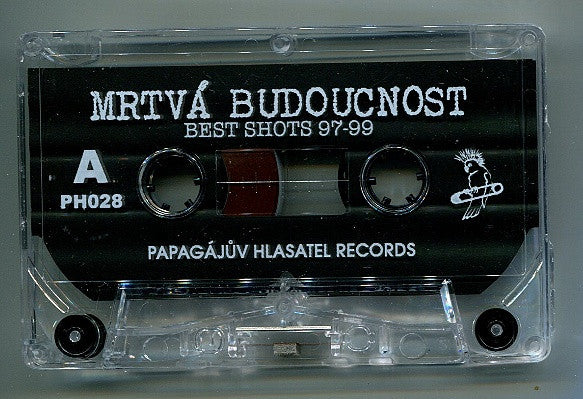 MRTVÁ BUDOUCNOST
BEST SHOTS 97-99
A
PH028
PAPAGÁJŮV HLASATEL RECORDS